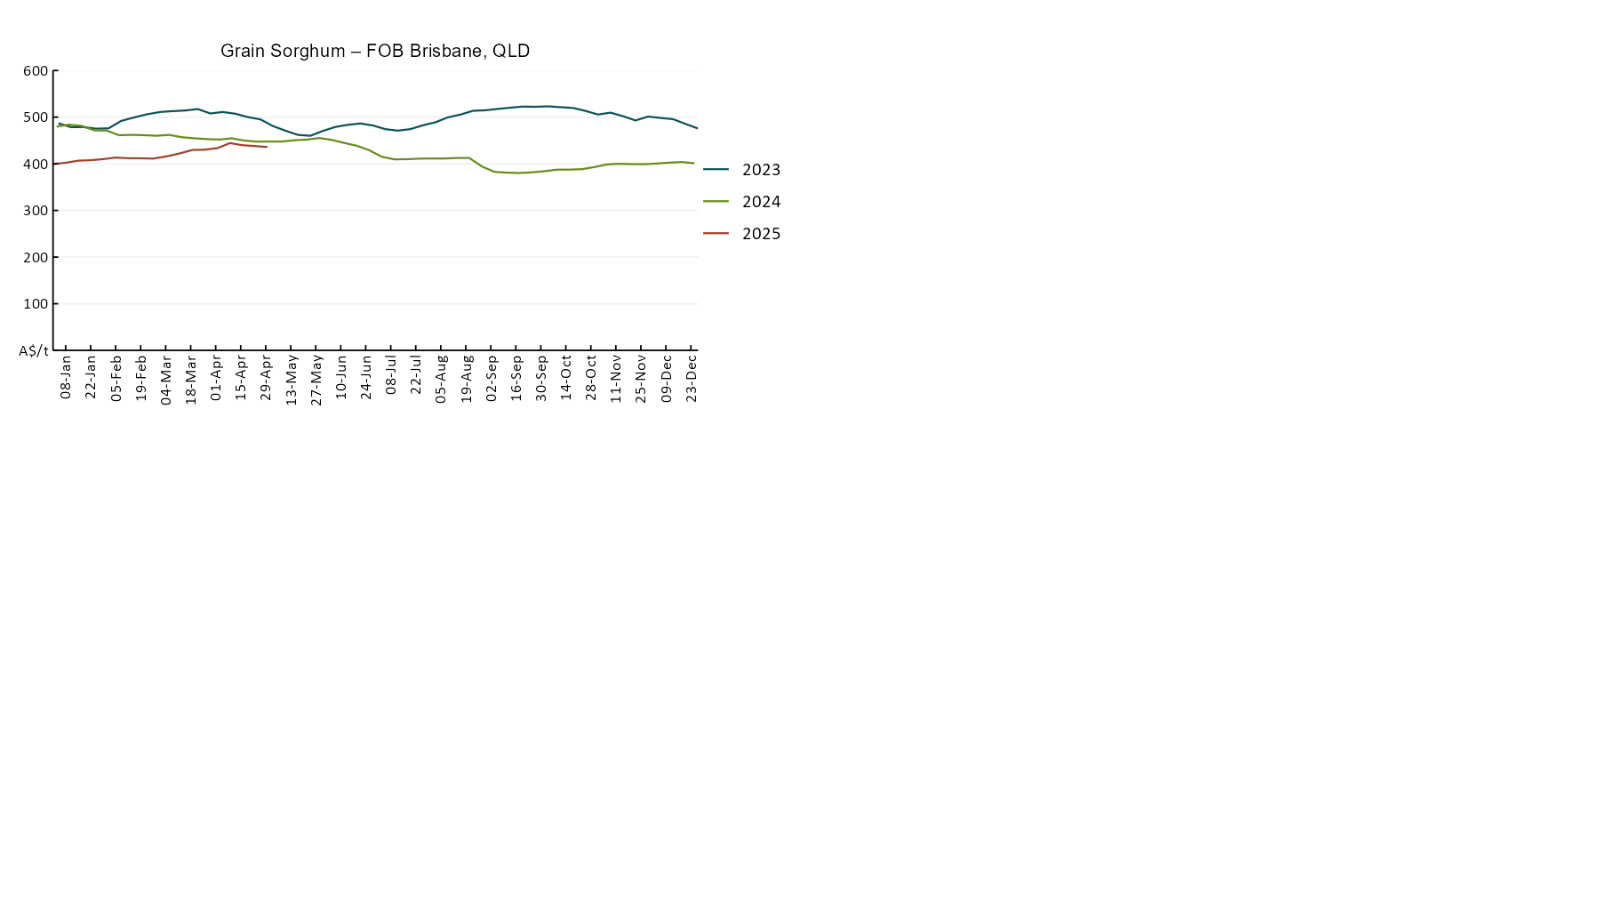 Grain Sorghum – FOB Brisbane, QLD
600
500
400
300
200
100
A$/t
08-Jan
22-Jan
05-Feb
19-Feb
04-Mar
18-Mar
01-Apr
15-Apr
29-Apr
13-May
27-May
10-Jun
24-Jun
08-Jul
22-Jul
05-Aug
19-Aug
02-Sep
16-Sep
30-Sep
14-Oct
28-Oct
11-Nov
25-Nov
09-Dec
23-Dec
2023
2024
2025